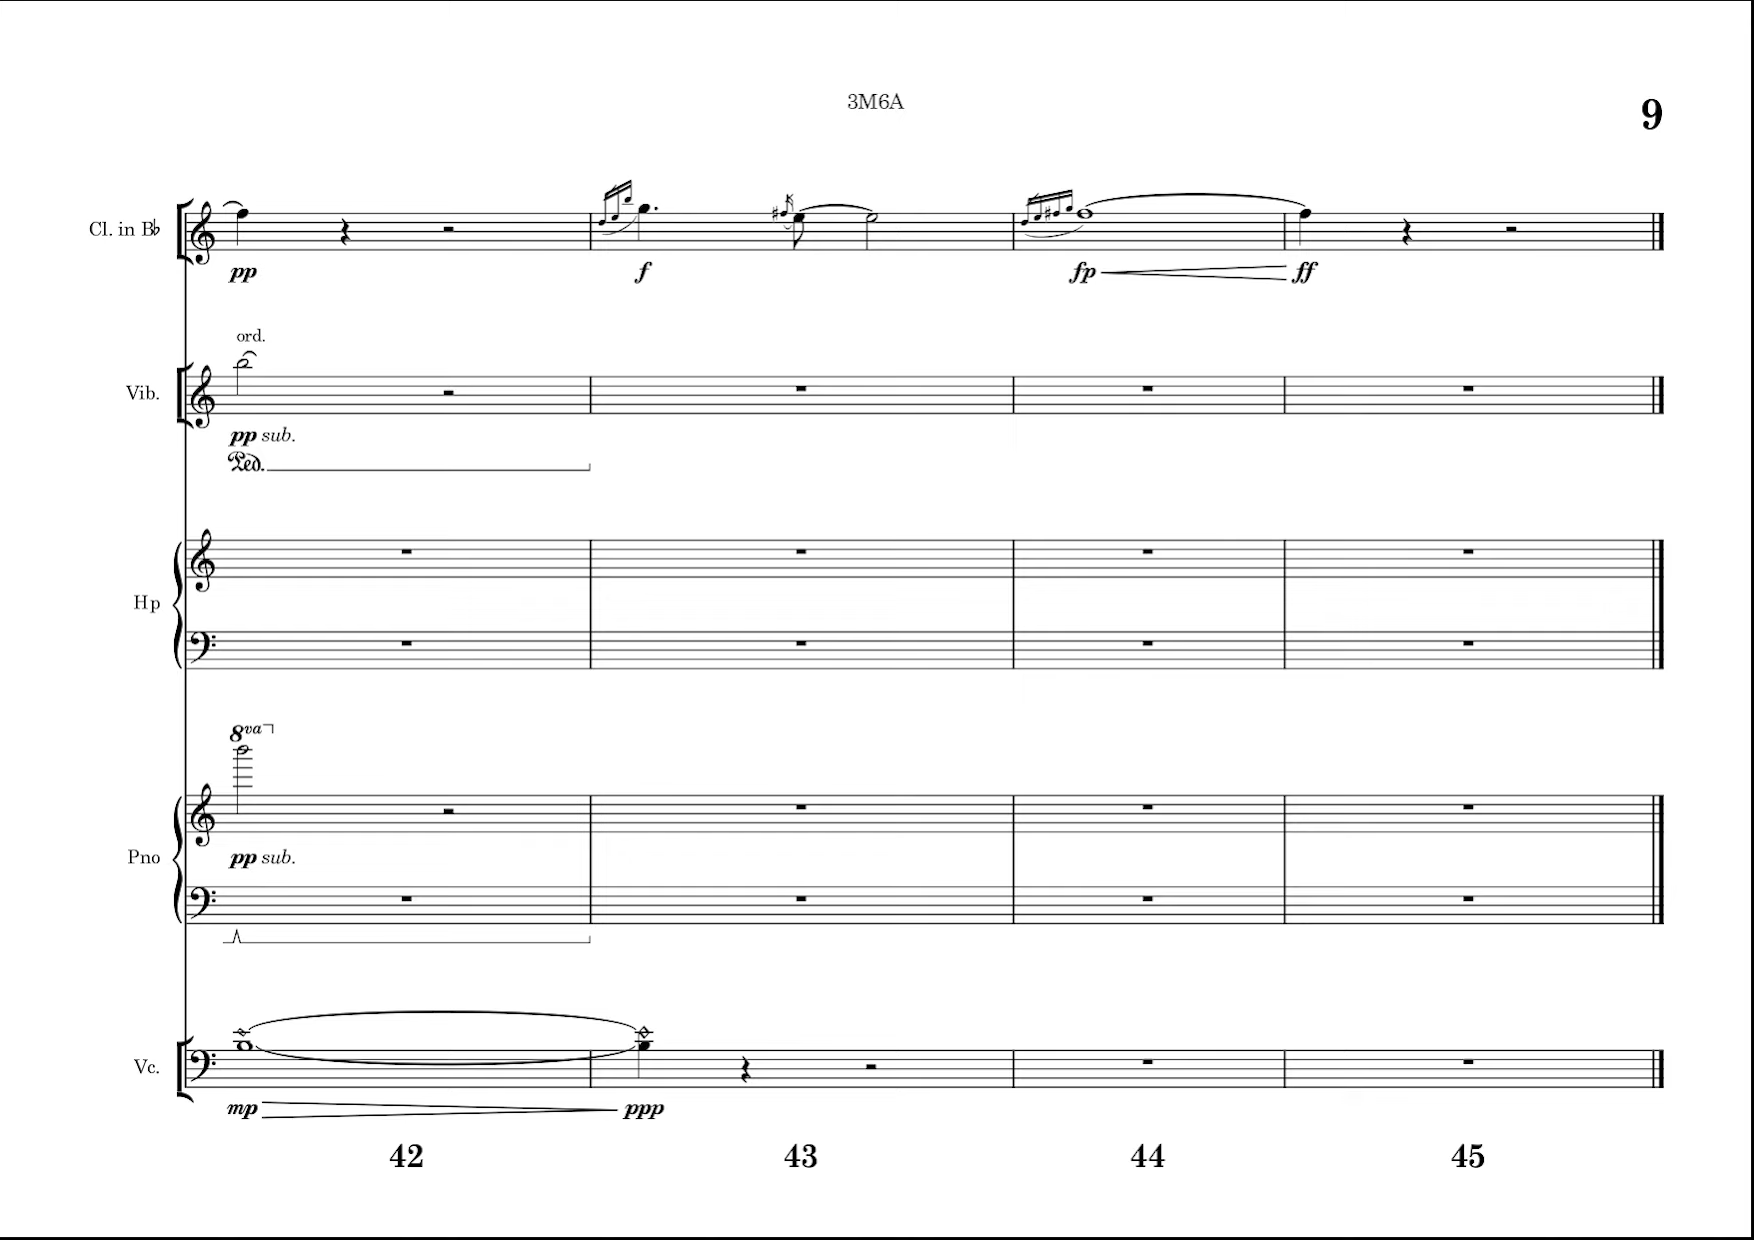 3M6A
9
Cl. in B♭
pp
f
fp
ff
ord.
Vib.
pp sub.
Ped.
Hp
8va
Pno
pp sub.
Vc.
mp
ppp
42
43
44
45